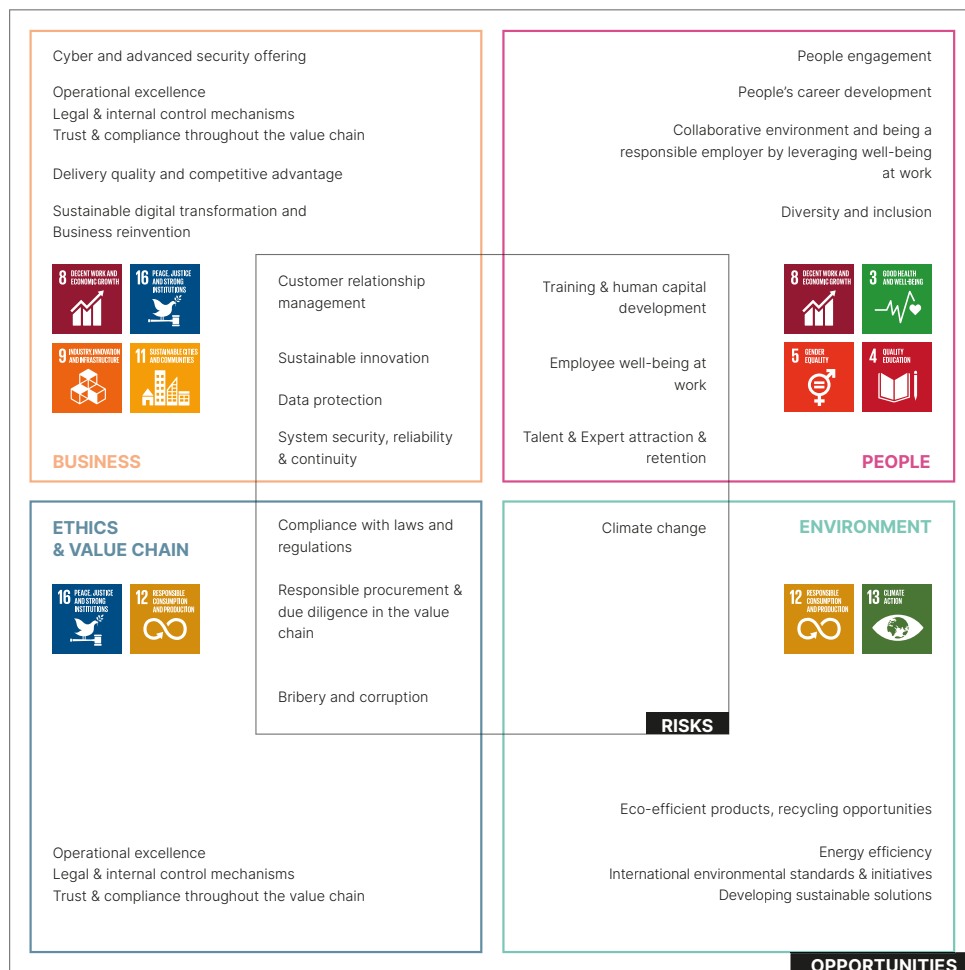 Cyber and advanced security offering
Operational excellence
Legal & internal control mechanisms
Trust & compliance throughout the value chain
Delivery quality and competitive advantage
Sustainable digital transformation and
Business reinvention
8 DECENT WORK AND
ECONOMIC GROWTH
16 PEACE, JUSTICE
AND STRONG
INSTITUTIONS
9 INDUSTRY, INNOVATION
AND INFRASTRUCTURE
11 SUSTAINABLE CITIES
AND COMMUNITIES
BUSINESS
Customer relationship
management
Sustainable innovation
Data protection
System security, reliability
& continuity
People engagement
People’s career development
Collaborative environment and being a
responsible employer by leveraging well-being
at work
Diversity and inclusion
Training & human capital
development
Employee well-being at
work
Talent & Expert attraction &
retention
8 DECENT WORK AND
ECONOMIC GROWTH
3 GOOD HEALTH
AND WELL-BEING
5 GENDER
EQUALITY
4 QUALITY
EDUCATION
PEOPLE
ETHICS
& VALUE CHAIN
16 PEACE, JUSTICE
AND STRONG
INSTITUTIONS
12 RESPONSIBLE
CONSUMPTION
AND PRODUCTION
Compliance with laws and
regulations
Responsible procurement &
due diligence in the value
chain
Bribery and corruption
Operational excellence
Legal & internal control mechanisms
Trust & compliance throughout the value chain
Climate change
ENVIRONMENT
12 RESPONSIBLE
CONSUMPTION
AND PRODUCTION
13 CLIMATE
ACTION
RISKS
Eco-efficient products, recycling opportunities
Energy efficiency
International environmental standards & initiatives
Developing sustainable solutions
OPPORTUNITIES